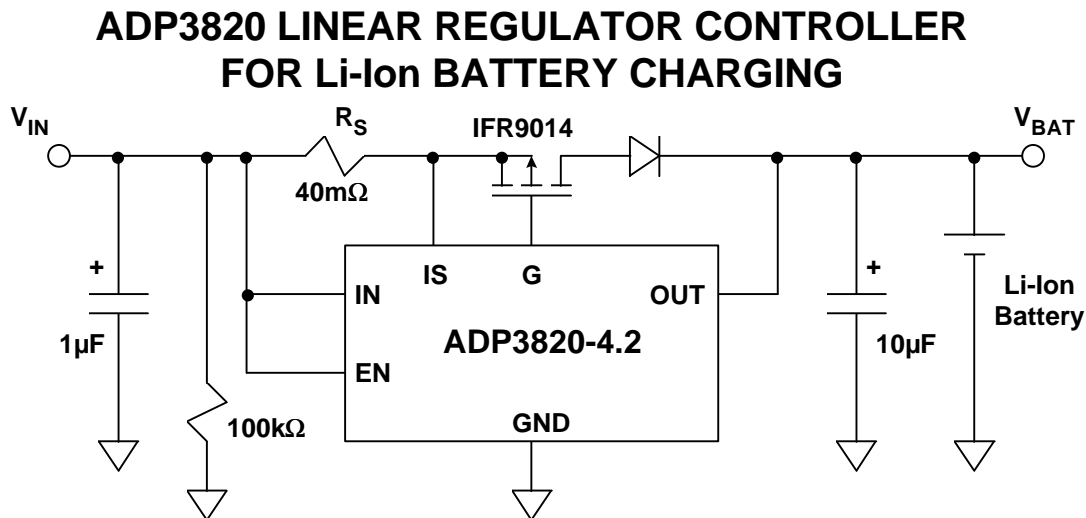 ADP3820 LINEAR REGULATOR CONTROLLER
FOR Li-Ion BATTERY CHARGING
VIN
RS
IFR9014
VBAT
40mΩ
+
1µF
IS
G
IN
OUT
+
Li-Ion
Battery
ADP3820-4.2
10µF
EN
100kΩ
GND